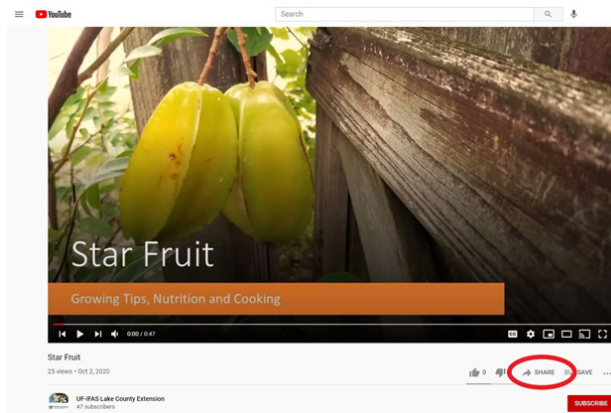 YouTube
Search
Star Fruit
Growing Tips, Nutrition and Cooking
0:00 / 0:47
CC
Star Fruit
25 views • Oct 2, 2020
0
SHARE
SAVE
UF-IFAS Lake County Extension
47 subscribers
SUBSCRIBE